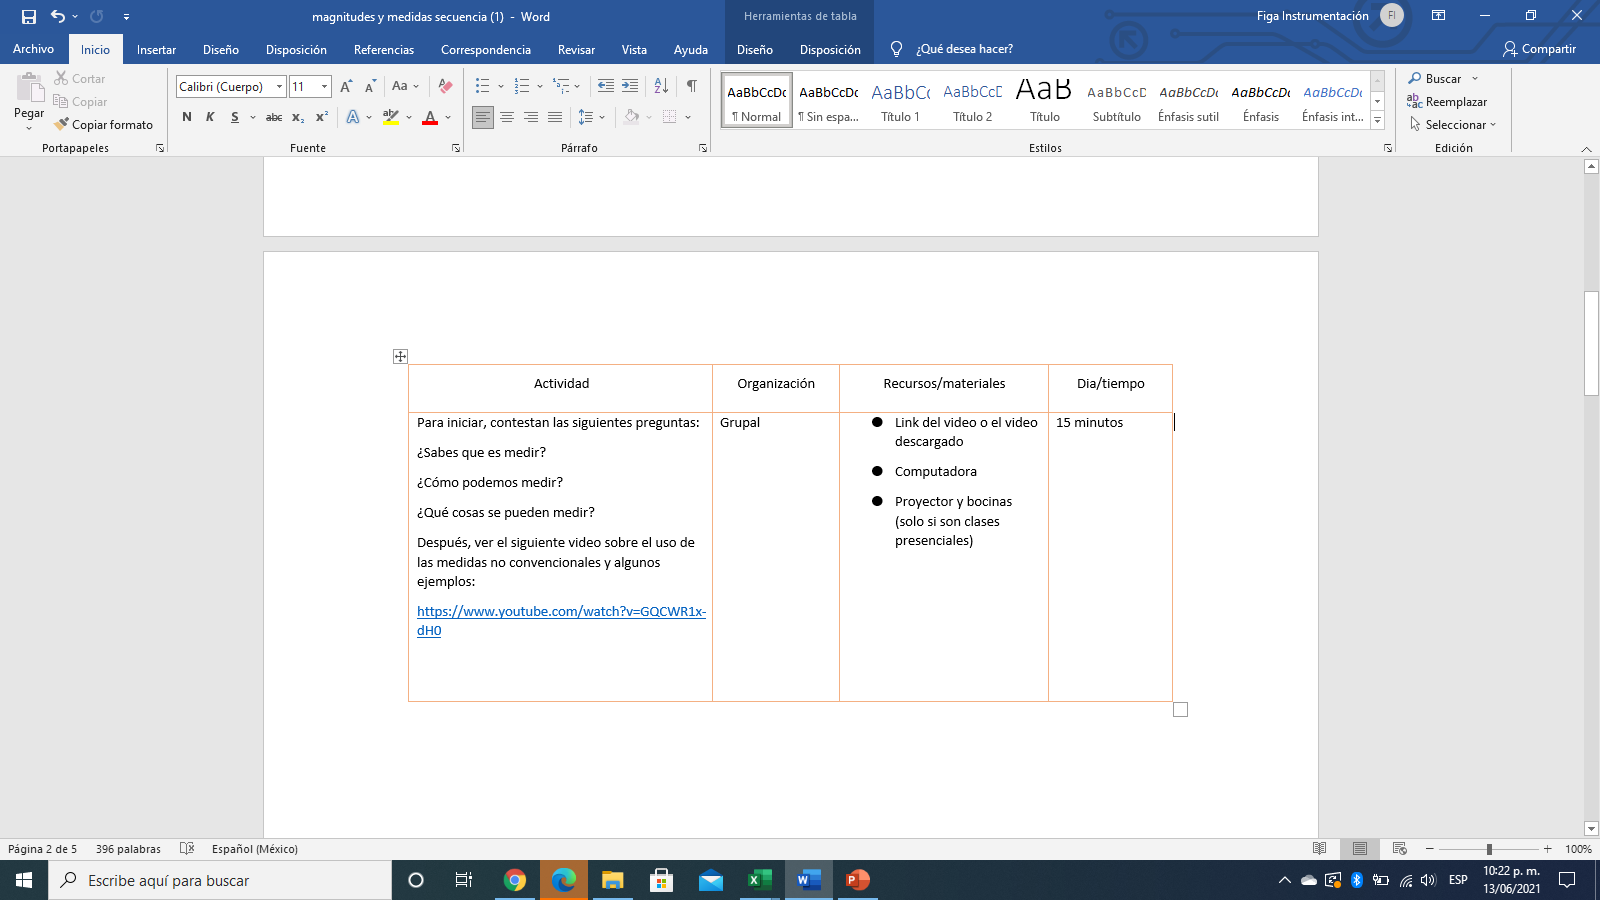 magnitudes y medidas secuencia (1) - Word
Herramientas de tabla
Figa Instrumentación
FI
Archivo Inicio Insertar Diseño Disposición Referencias Correspondencia Revisar Vista Ayuda Diseño Disposición ¿Qué desea hacer? Compartir
Pegar
Cortar
Copiar
Copiar formato
Portapapeles
Calibri (Cuerpo) 11
N K S abc x₂ x²
Fuente
Párrafo
AaBbCcDc AaBbCcDc AaBbCc AaBbCcD AaB AaBbCcD AaBbCcDc AaBbCcDc AaBbCcDc
¶ Normal ¶ Sin espa... Título 1 Título 2 Título Subtítulo Énfasis sutil Énfasis Énfasis int...
Estilos
Buscar
Reemplazar
Seleccionar
Edición
Actividad Organización Recursos/materiales Dia/tiempo
Para iniciar, contestan las siguientes preguntas:
¿Sabes que es medir?
¿Cómo podemos medir?
¿Qué cosas se pueden medir?
Después, ver el siguiente video sobre el uso de
las medidas no convencionales y algunos
ejemplos:
https://www.youtube.com/watch?v=GQCWR1x-
dH0
Grupal
● Link del video o el video
descargado
● Computadora
● Proyector y bocinas
(solo si son clases
presenciales)
15 minutos
Página 2 de 5 396 palabras Español (México) 100%
Escribe aquí para buscar
ESP
10:22 p. m.
13/06/2021